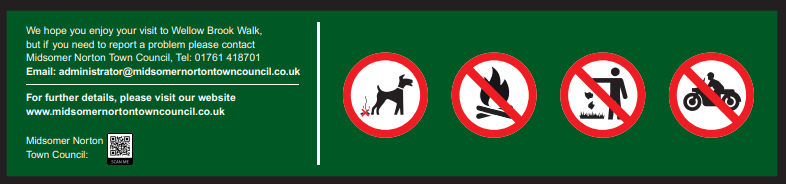 We hope you enjoy your visit to Wellow Brook Walk,
but if you need to report a problem please contact
Midsomer Norton Town Council, Tel: 01761 418701
Email: administrator@midsomernortontowncouncil.co.uk
For further details, please visit our website
www.midsomernortontowncouncil.co.uk
Midsomer Norton
Town Council:
SCAN ME